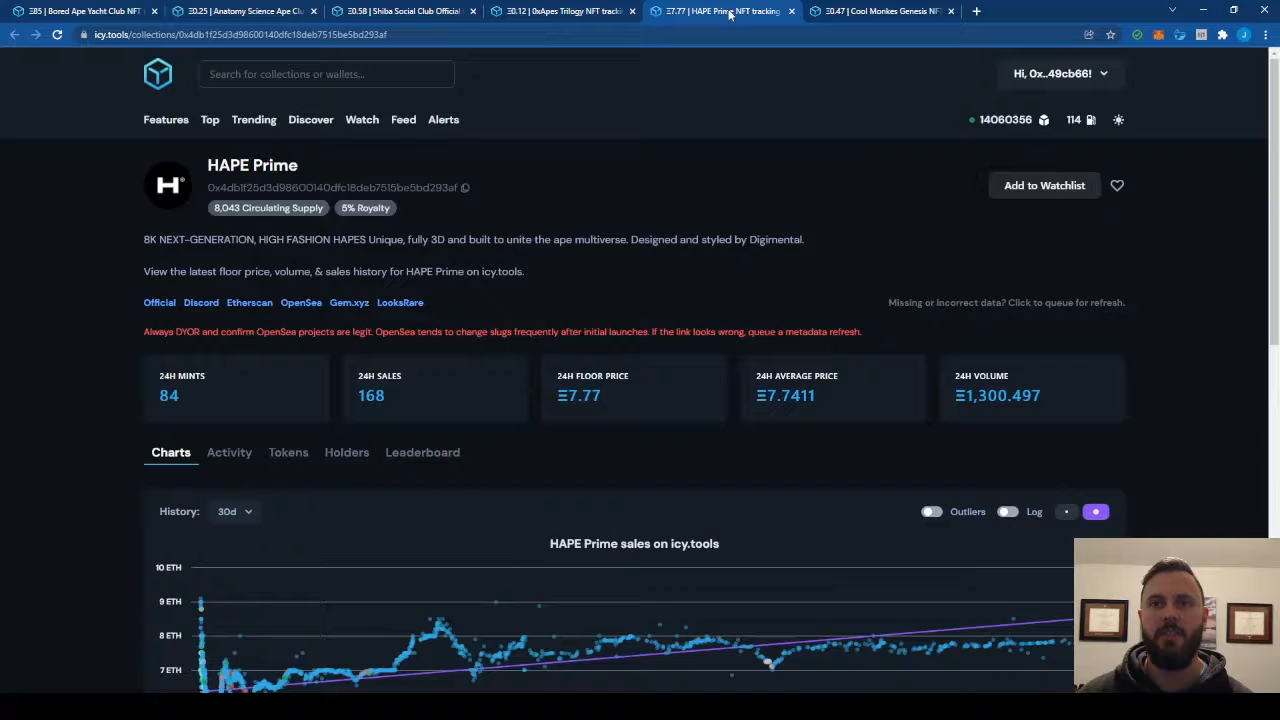 Ξ85 | Bored Ape Yacht Club NFT
Ξ0.25 | Anatomy Science Ape Clu
Ξ0.58 | Shiba Social Club Official
Ξ0.12 | 0xApes Trilogy NFT tracki
Ξ7.77 | HAPE Prime NFT tracking
Ξ0.47 | Cool Monkes Genesis NF
icy.tools/collections/0x4db1f25d3d98600140dfc18deb7515be5bd293af
Search for collections or wallets...
Hi, 0x..49cb66!
Features Top Trending Discover Watch Feed Alerts
14060356 114
HAPE Prime
H
0x4db1f25d3d98600140dfc18deb7515be5bd293af
8,043 Circulating Supply 5% Royalty
Add to Watchlist
8K NEXT-GENERATION, HIGH FASHION HAPES Unique, fully 3D and built to unite the ape multiverse. Designed and styled by Digimental.
View the latest floor price, volume, & sales history for HAPE Prime on icy.tools.
Official Discord Etherscan OpenSea Gem.xyz LooksRare
Missing or Incorrect data? Click to queue for refresh.
Always DYOR and confirm OpenSea projects are legit. OpenSea tends to change slugs frequently after initial launches. If the link looks wrong, queue a metadata refresh.
24H MINTS
84
24H SALES
168
24H FLOOR PRICE
Ξ7.77
24H AVERAGE PRICE
Ξ7.7411
24H VOLUME
Ξ1,300.497
Charts Activity Tokens Holders Leaderboard
History: 30d
Outliers Log
HAPE Prime sales on icy.tools
10 ETH
9 ETH
8 ETH
7 ETH